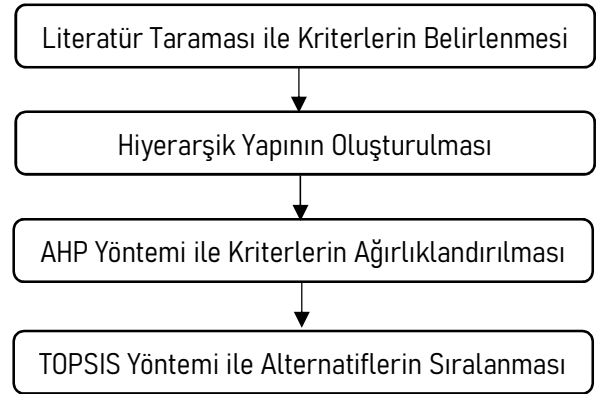 Literatür Taraması ile Kriterlerin Belirlenmesi
Hiyerarşik Yapının Oluşturulması
AHP Yöntemi ile Kriterlerin Ağırlıklandırılması
TOPSIS Yöntemi ile Alternatiflerin Sıralanması